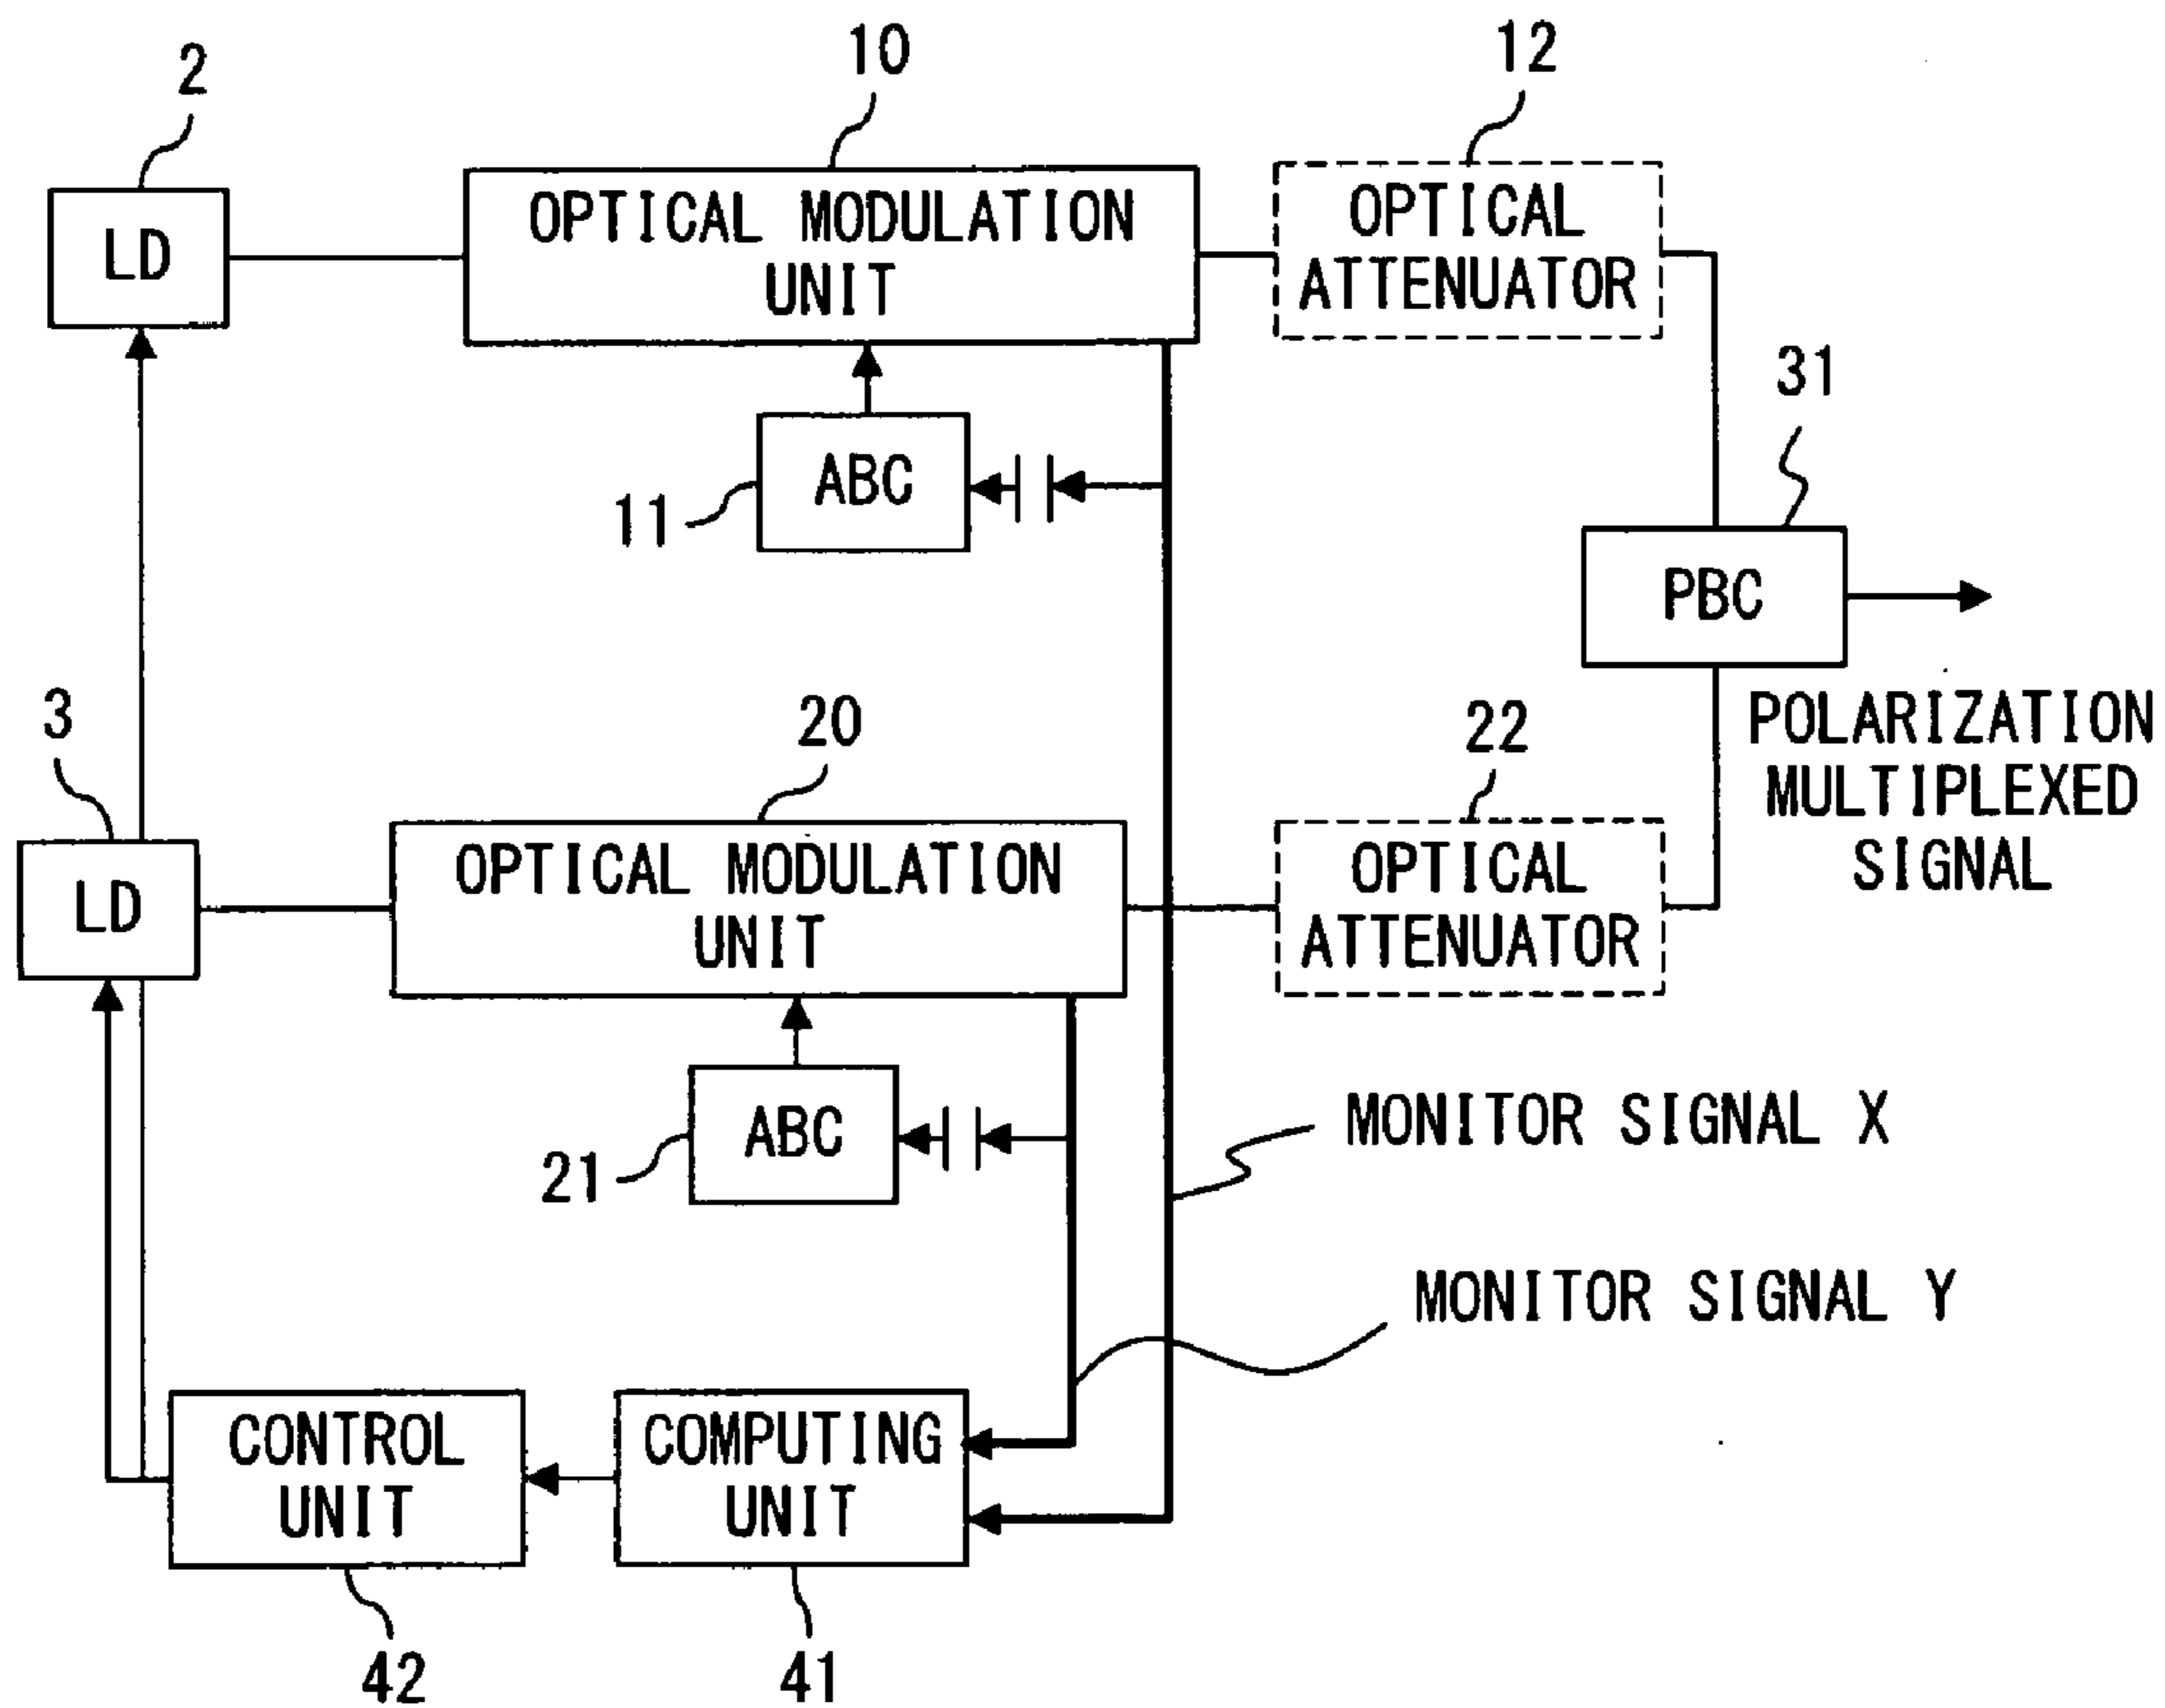 2
10
12
LD
OPTICAL MODULATION
UNIT
OPTICAL
ATTENUATOR
31
11
ABC
PBC
3
20
22
POLARIZATION
MULTIPLEXED
SIGNAL
LD
OPTICAL MODULATION
UNIT
OPTICAL
ATTENUATOR
21
ABC
MONITOR SIGNAL X
MONITOR SIGNAL Y
CONTROL
UNIT
COMPUTING
UNIT
42
41